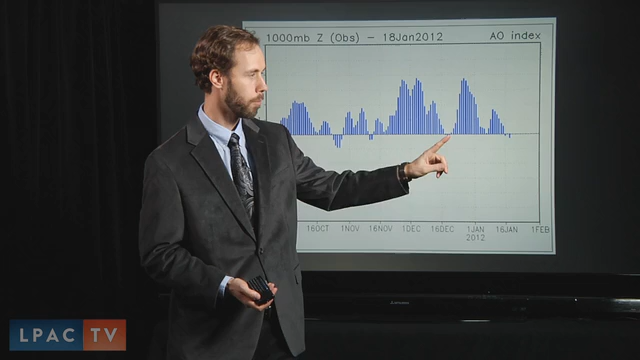 1000mb Z (Obs) – 18Jan2012 AO index
16OCT 1NOV 16NOV 1DEC 16DEC 1JAN 16JAN 1FEB
2012
LPAC TV